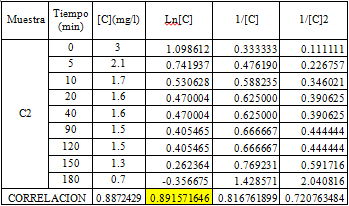 Muestra Tiempo (min) [C](mg/l) Ln[C] 1/[C] 1/[C]2
C2
0 3 1.098612 0.333333 0.111111
5 2.1 0.741937 0.476190 0.226757
10 1.7 0.530628 0.588235 0.346021
20 1.6 0.470004 0.625000 0.390625
40 1.6 0.470004 0.625000 0.390625
90 1.5 0.405465 0.666667 0.444444
120 1.5 0.405465 0.666667 0.444444
150 1.3 0.262364 0.769231 0.591716
180 0.7 -0.356675 1.428571 2.040816
CORRELACION 0.8872429 0.891571646 0.816761899 0.720763484